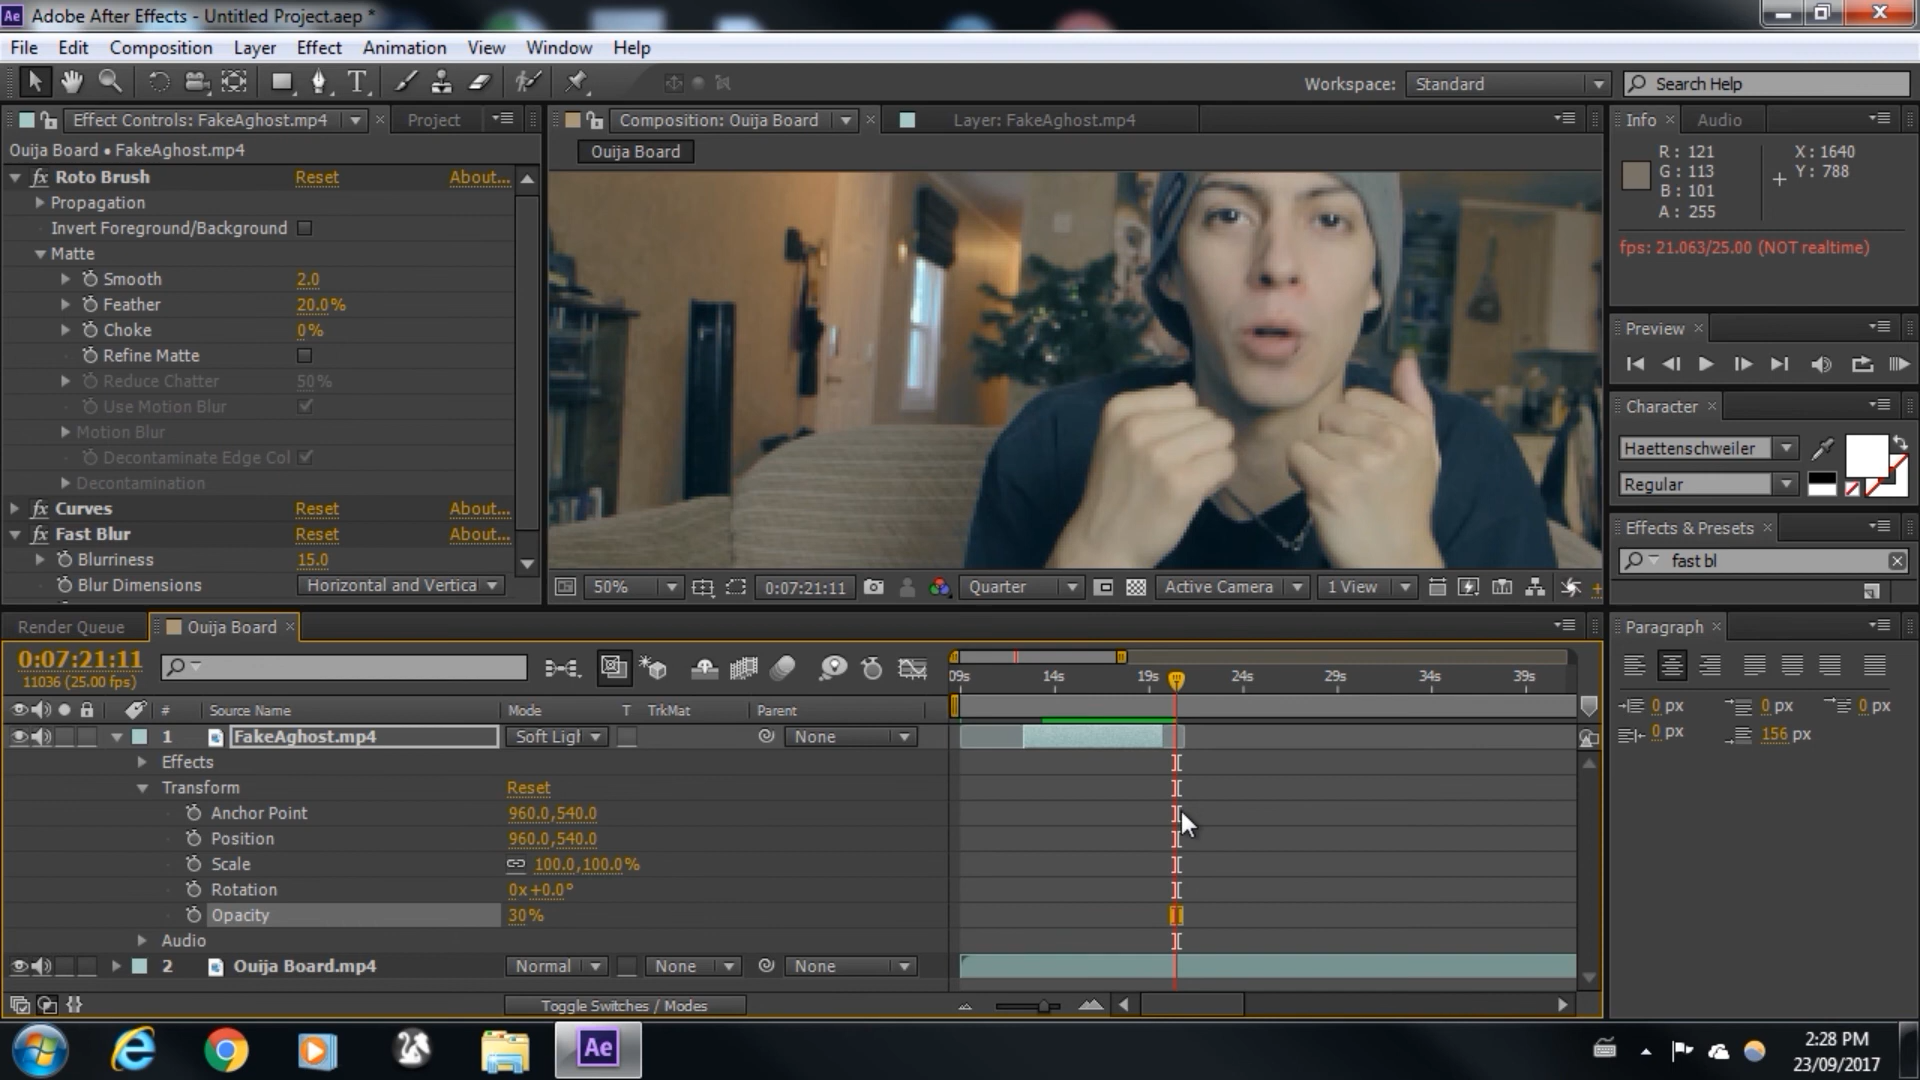 Ae Adobe After Effects - Untitled Project.aep *
File Edit Composition Layer Effect Animation View Window Help
T Workspace: Standard Search Help
Effect Controls: FakeAghost.mp4 Project
Composition: Ouija Board Layer: FakeAghost.mp4
Info Audio
Ouija Board • FakeAghost.mp4
Ouija Board
R: 121 X: 1640
G: 113 Y: 788
B: 101
A: 255
fps: 21.063/25.00 (NOT realtime)
fx Roto Brush Reset About...
Propagation
Invert Foreground/Background
Matte
Smooth 2.0
Feather 20.0%
Choke 0%
Refine Matte
Reduce Chatter 50%
Use Motion Blur
Motion Blur
Decontaminate Edge Col
Decontamination
fx Curves Reset About...
fx Fast Blur Reset About...
Blurriness 15.0
Blur Dimensions Horizontal and Vertica
50% 0:07:21:11 Quarter Active Camera 1 View
Preview
Character
Haettenschweiler
Regular
Effects & Presets
fast bl
Render Queue Ouija Board
0:07:21:11
11036 (25.00 fps)
09s 14s 19s 24s 29s 34s 39s
# Source Name Mode T TrkMat Parent
1 FakeAghost.mp4 Soft Ligh None
Effects
Transform Reset
Anchor Point 960.0,540.0
Position 960.0,540.0
Scale 100.0,100.0%
Rotation 0x+0.0°
Opacity 30%
Audio
2 Ouija Board.mp4 Normal None None
Toggle Switches / Modes
Paragraph
0 px 0 px 0 px
0 px 156 px
Ae
2:28 PM
23/09/2017